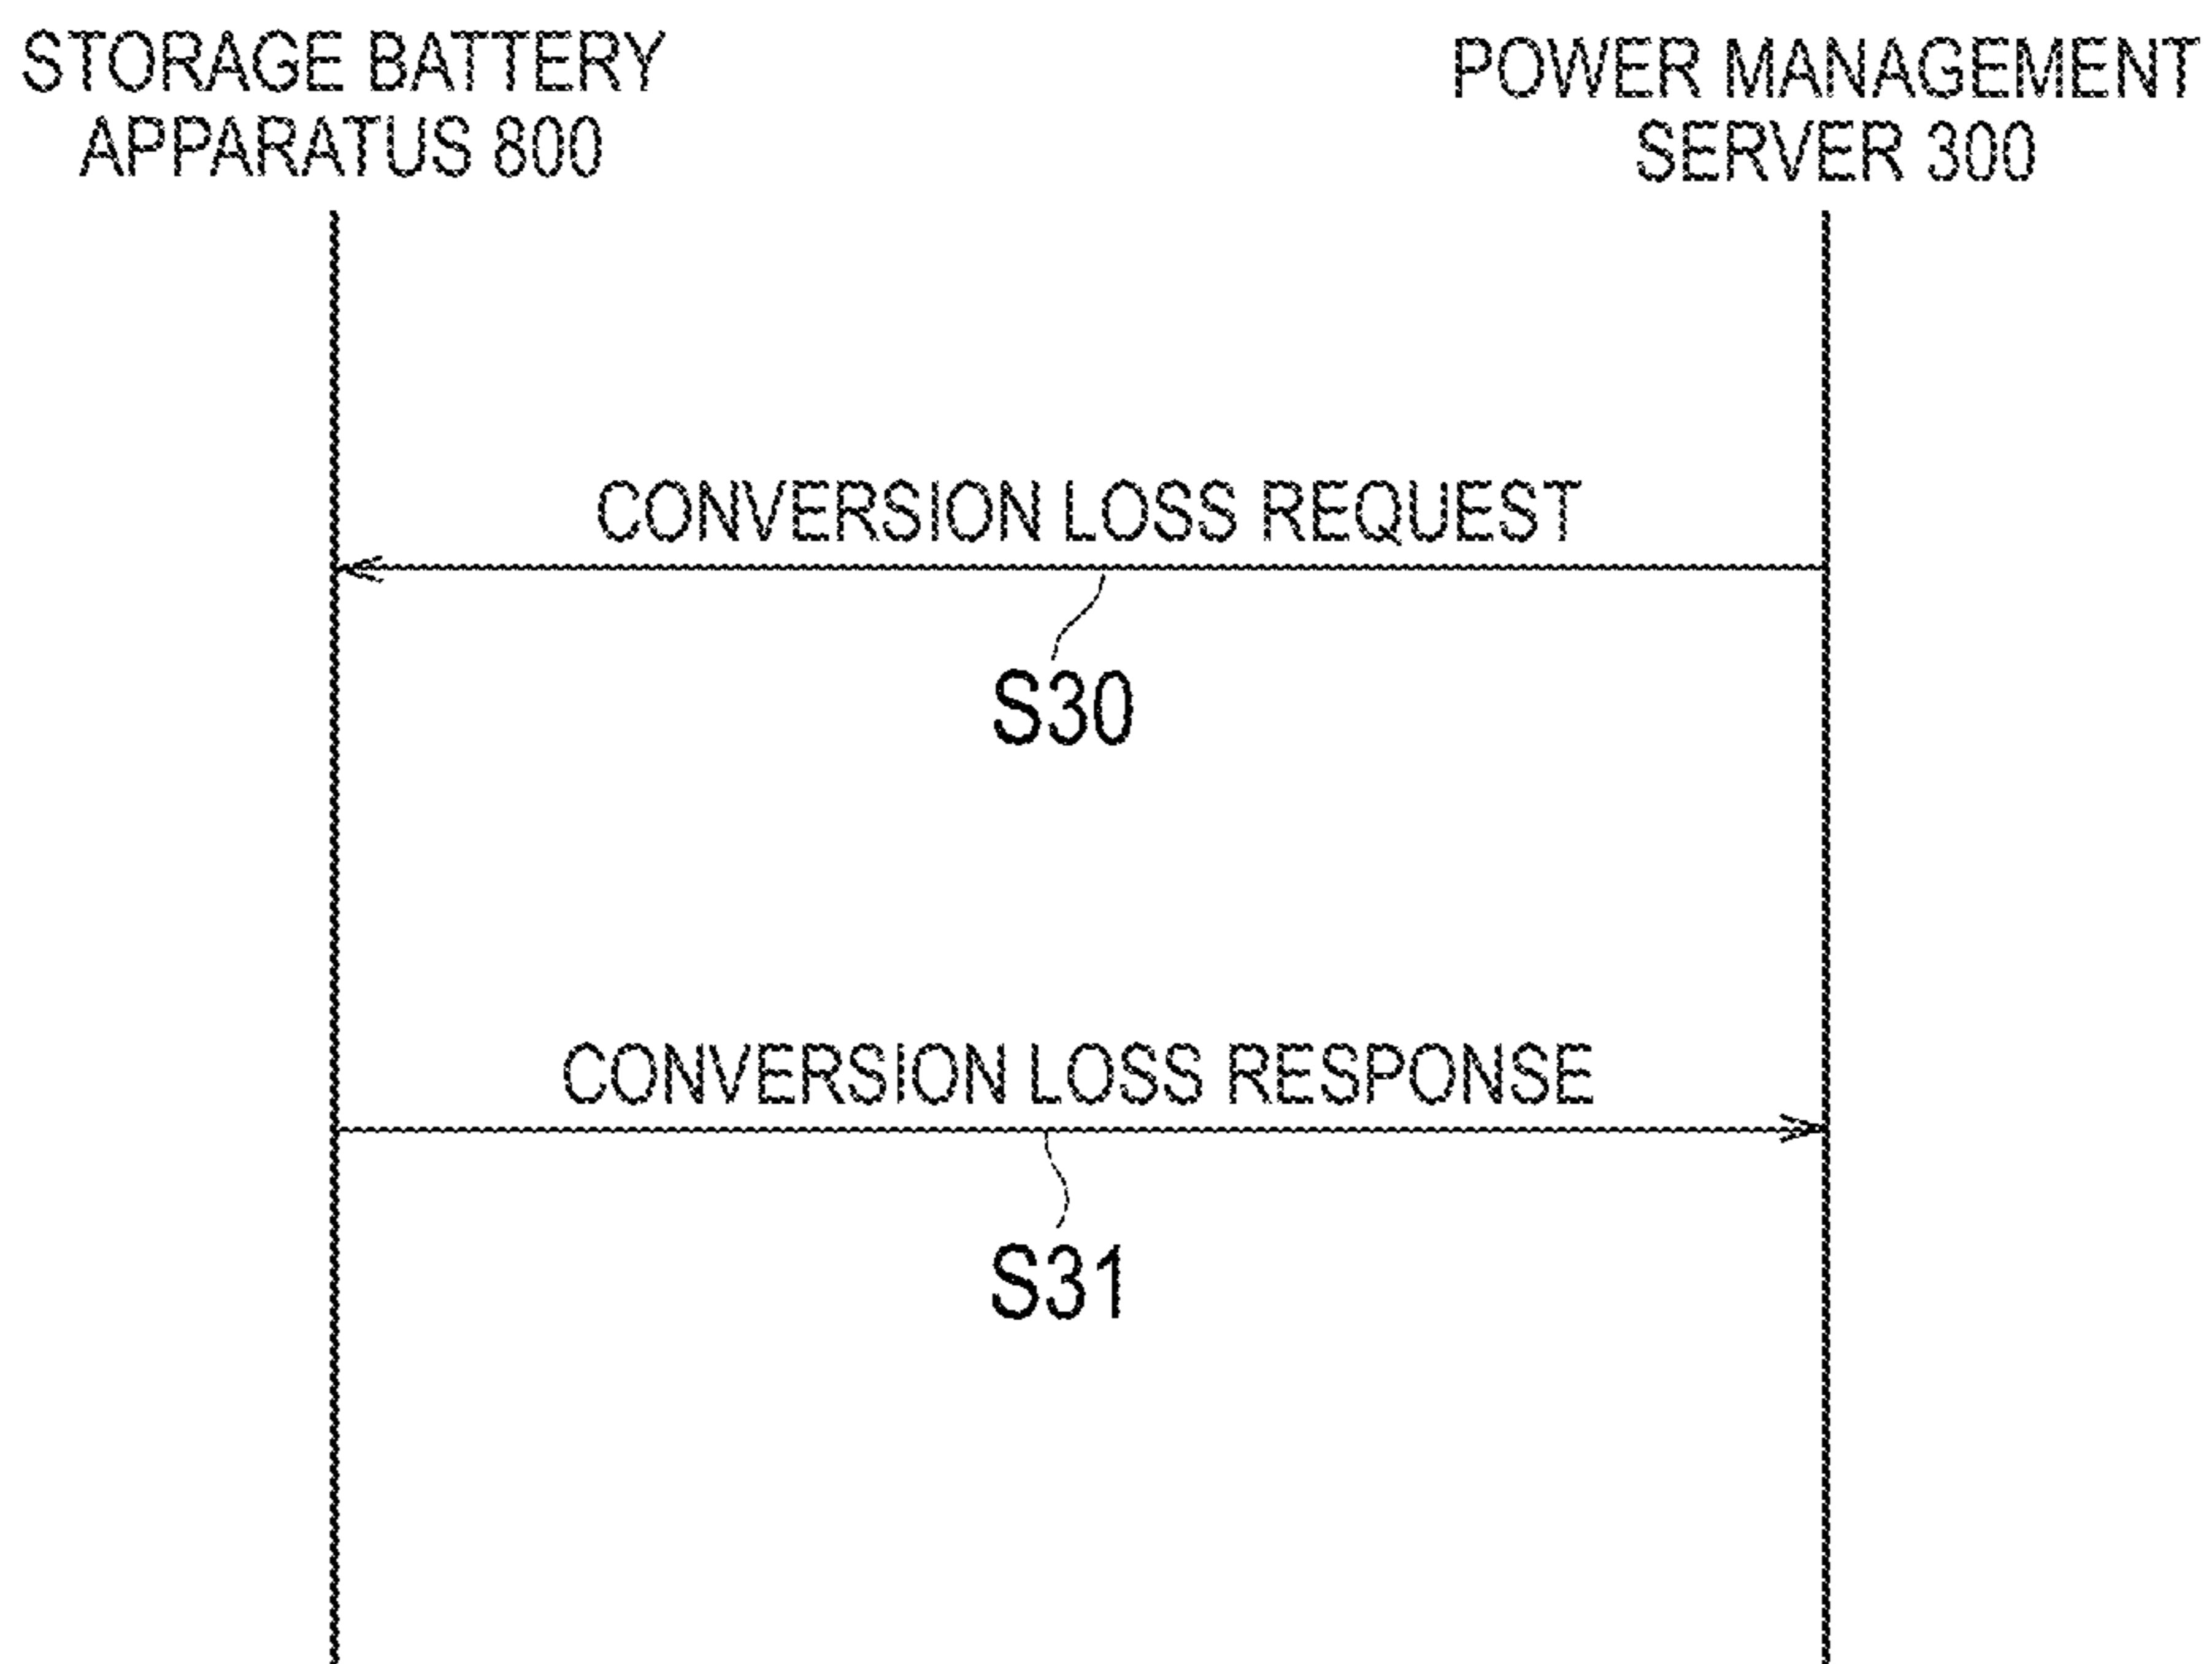 STORAGE BATTERY
APPARATUS 800
POWER MANAGEMENT
SERVER 300
CONVERSION LOSS REQUEST
S30
CONVERSION LOSS RESPONSE
S31